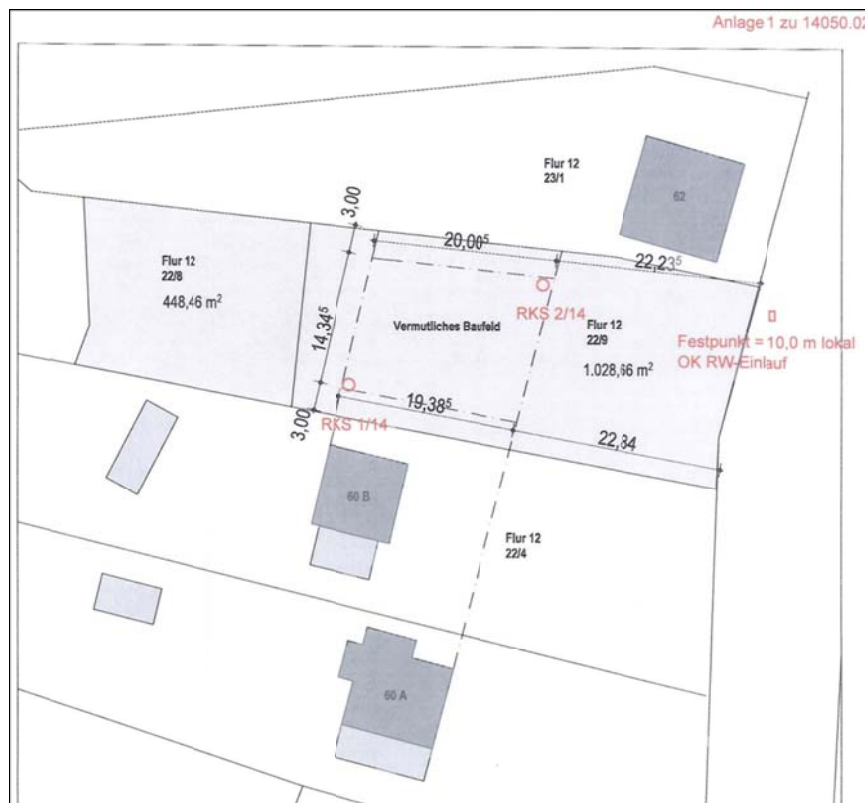 Anlage 1 zu 14050.02
Flur 12
23/1
62
3,00
20,00⁵
22,23⁵
Flur 12
22/8
448,46 m²
RKS 2/14
14,34⁵
Vermutliches Baufeld
Flur 12
22/9
1.028,66 m²
Festpunkt = 10,0 m lokal
OK RW-Einlauf
19,38⁵
RKS 1/14
3,00
22,84
60 B
Flur 12
22/4
60 A